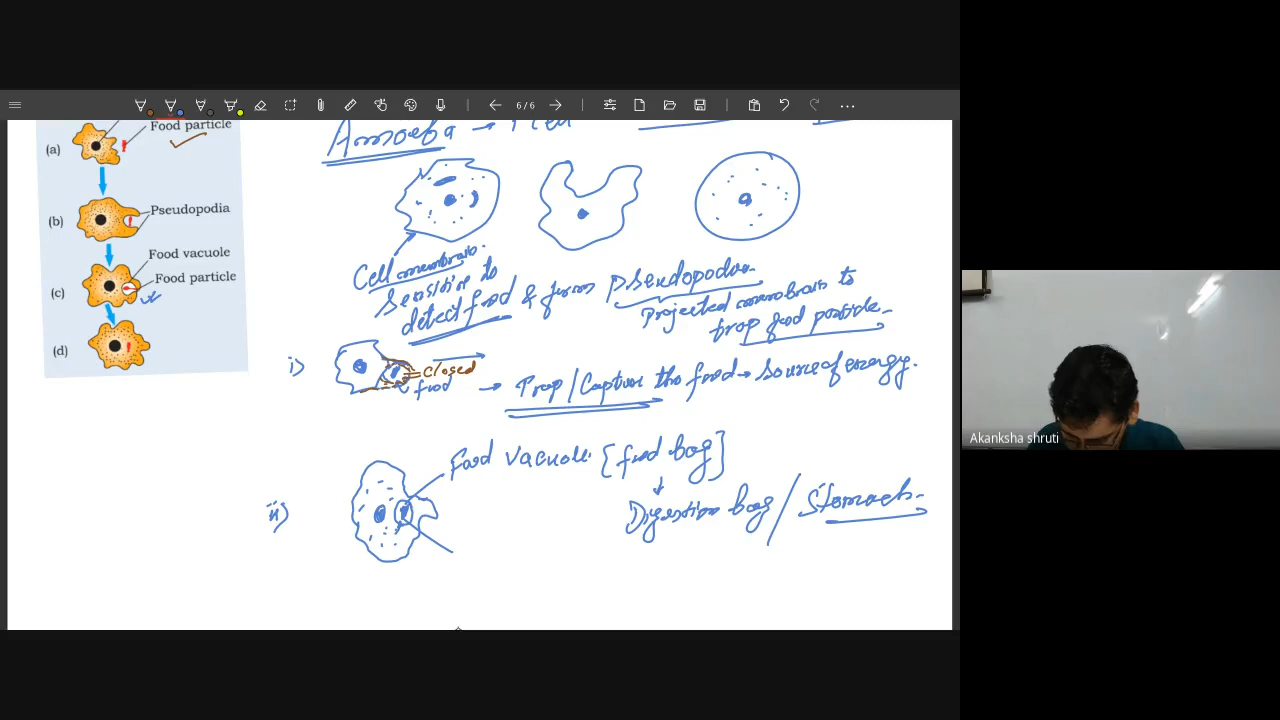 6/6
Food particle
(a)
(b)
Pseudopodia
Food vacuole
Food particle
(c)
(d)
Amoeba →
Cell membrane.
Sensitive to
detect food & forms Pseudopodia.
Projected membrane to
trap food particle.
i)
closed
food
→ Trap/Capture the food → Source of energy.
ii)
Food vacuole [food bag]
↓
Digestion bag/Stomach.
Akanksha shruti